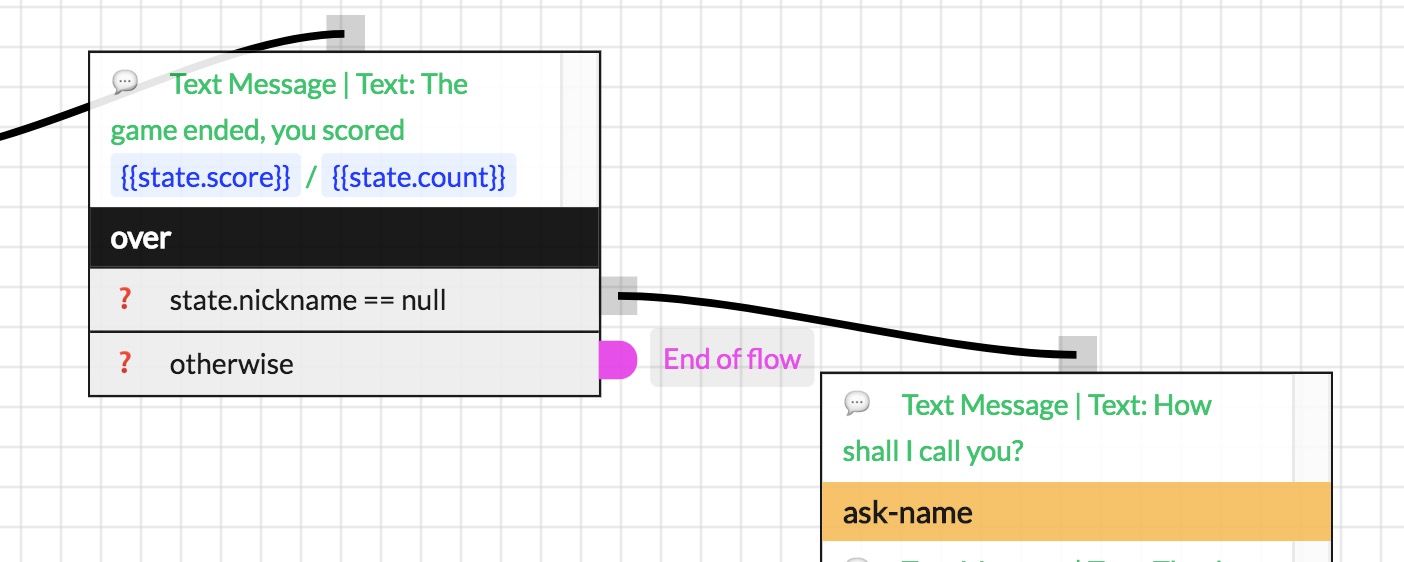 Text Message | Text: The
game ended, you scored
{{state.score}} / {{state.count}}
over
? state.nickname == null
? otherwise
End of flow
Text Message | Text: How
shall I call you?
ask-name